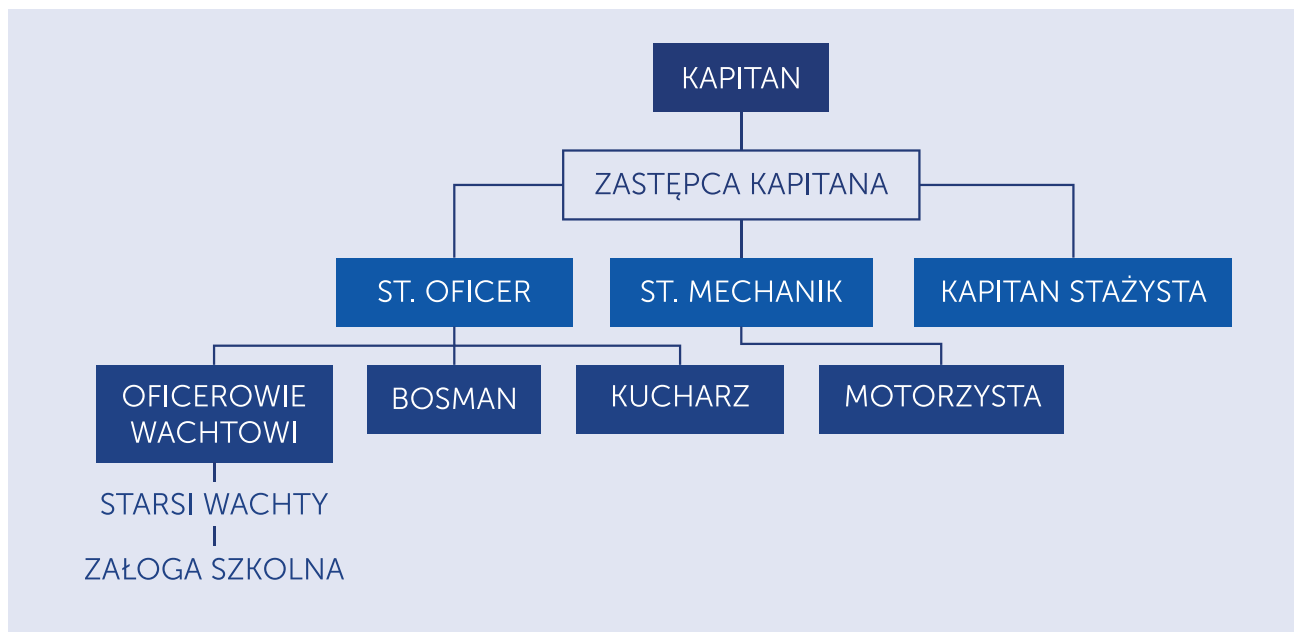 KAPITAN
ZASTĘPCA KAPITANA
ST. OFICER
ST. MECHANIK
KAPITAN STAŻYSTA
OFICEROWIE
WACHTOWI
BOSMAN
KUCHARZ
MOTORZYSTA
STARSI WACHTY
ZAŁOGA SZKOLNA